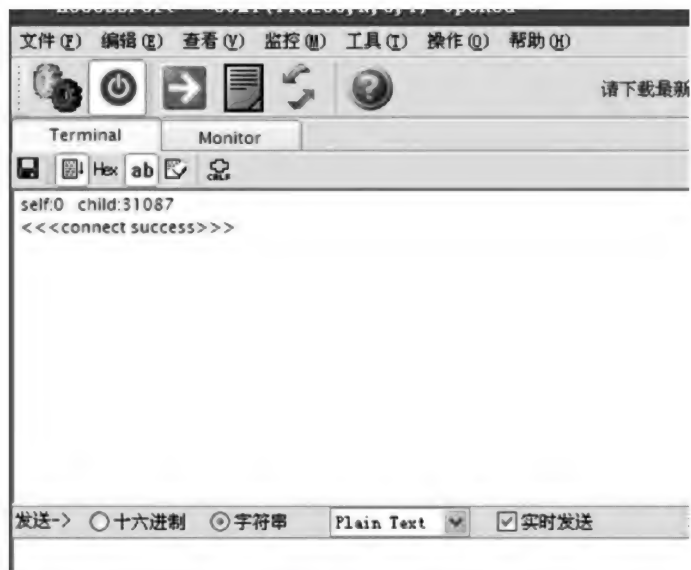 文件(F) 编辑(E) 查看(V) 监控(M) 工具(T) 操作(O) 帮助(H)
请下载最新
Terminal Monitor
Hex ab CRLF
self:0 child:31087
<<<connect success>>>
发送-> 十六进制 字符串 Plain Text 实时发送